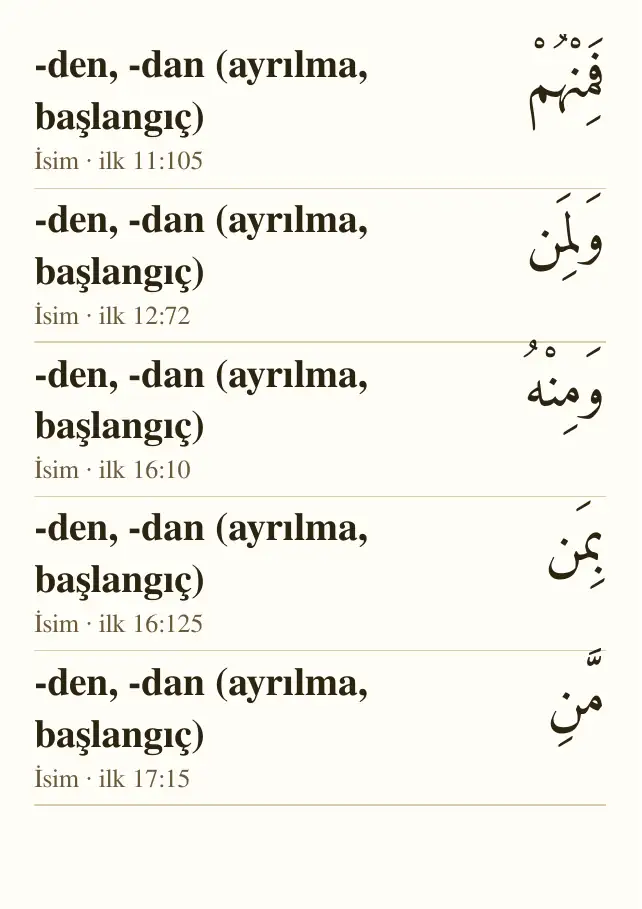 -den, -dan (ayrılma, فَمِنْهُمْ
başlangıç)
İsim · ilk 11:105
-den, -dan (ayrılma, وَلِمَن
başlangıç)
İsim · ilk 12:72
-den, -dan (ayrılma, وَمِنْهُ
başlangıç)
İsim · ilk 16:10
-den, -dan (ayrılma, بِمَن
başlangıç)
İsim · ilk 16:125
-den, -dan (ayrılma, مَّنِ
başlangıç)
İsim · ilk 17:15